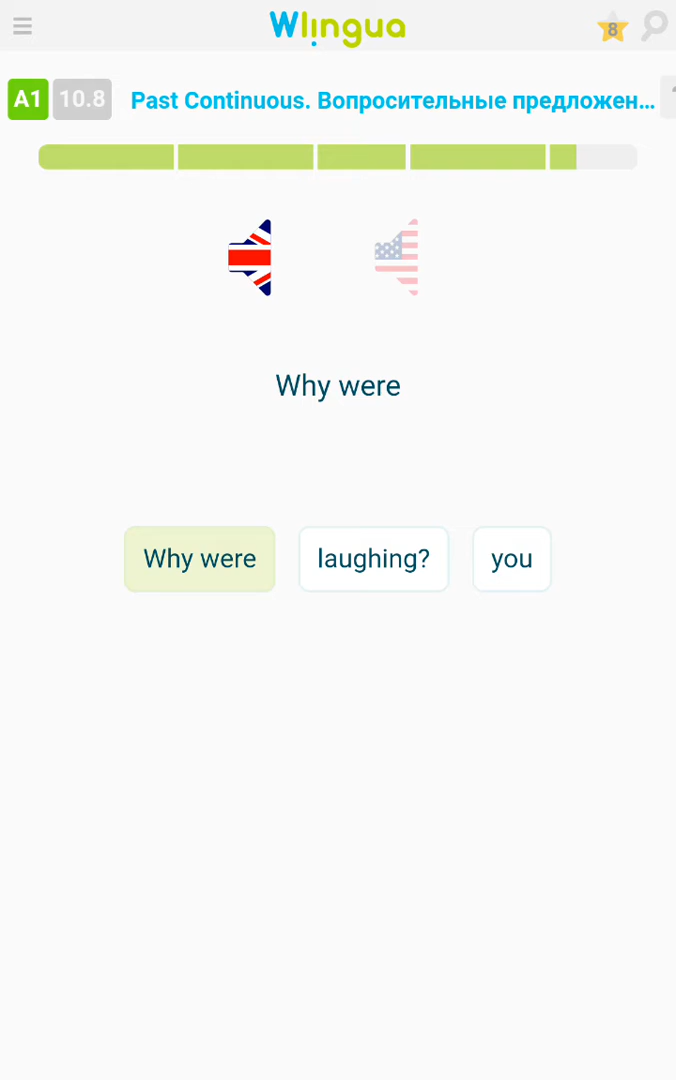 Wlingua
8
A1 10.8 Past Continuous. Вопросительные предложен...
Why were
Why were laughing? you